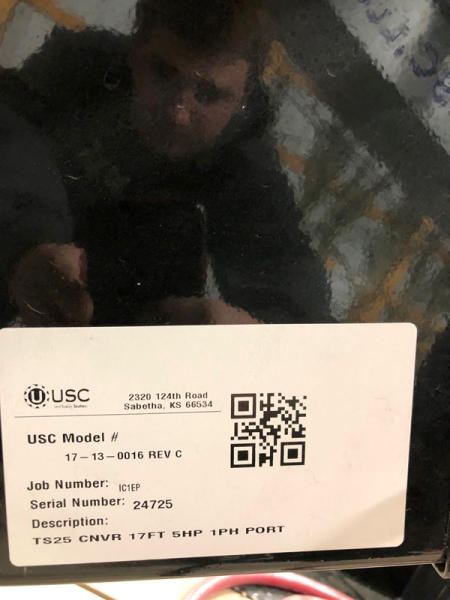 USC
2320 124th Road
Sabetha, KS 66534
USC Model #
17-13-0016 REV C
Job Number: IC1EP
Serial Number: 24725
Description:
TS25 CNVR 17FT 5HP 1PH PORT